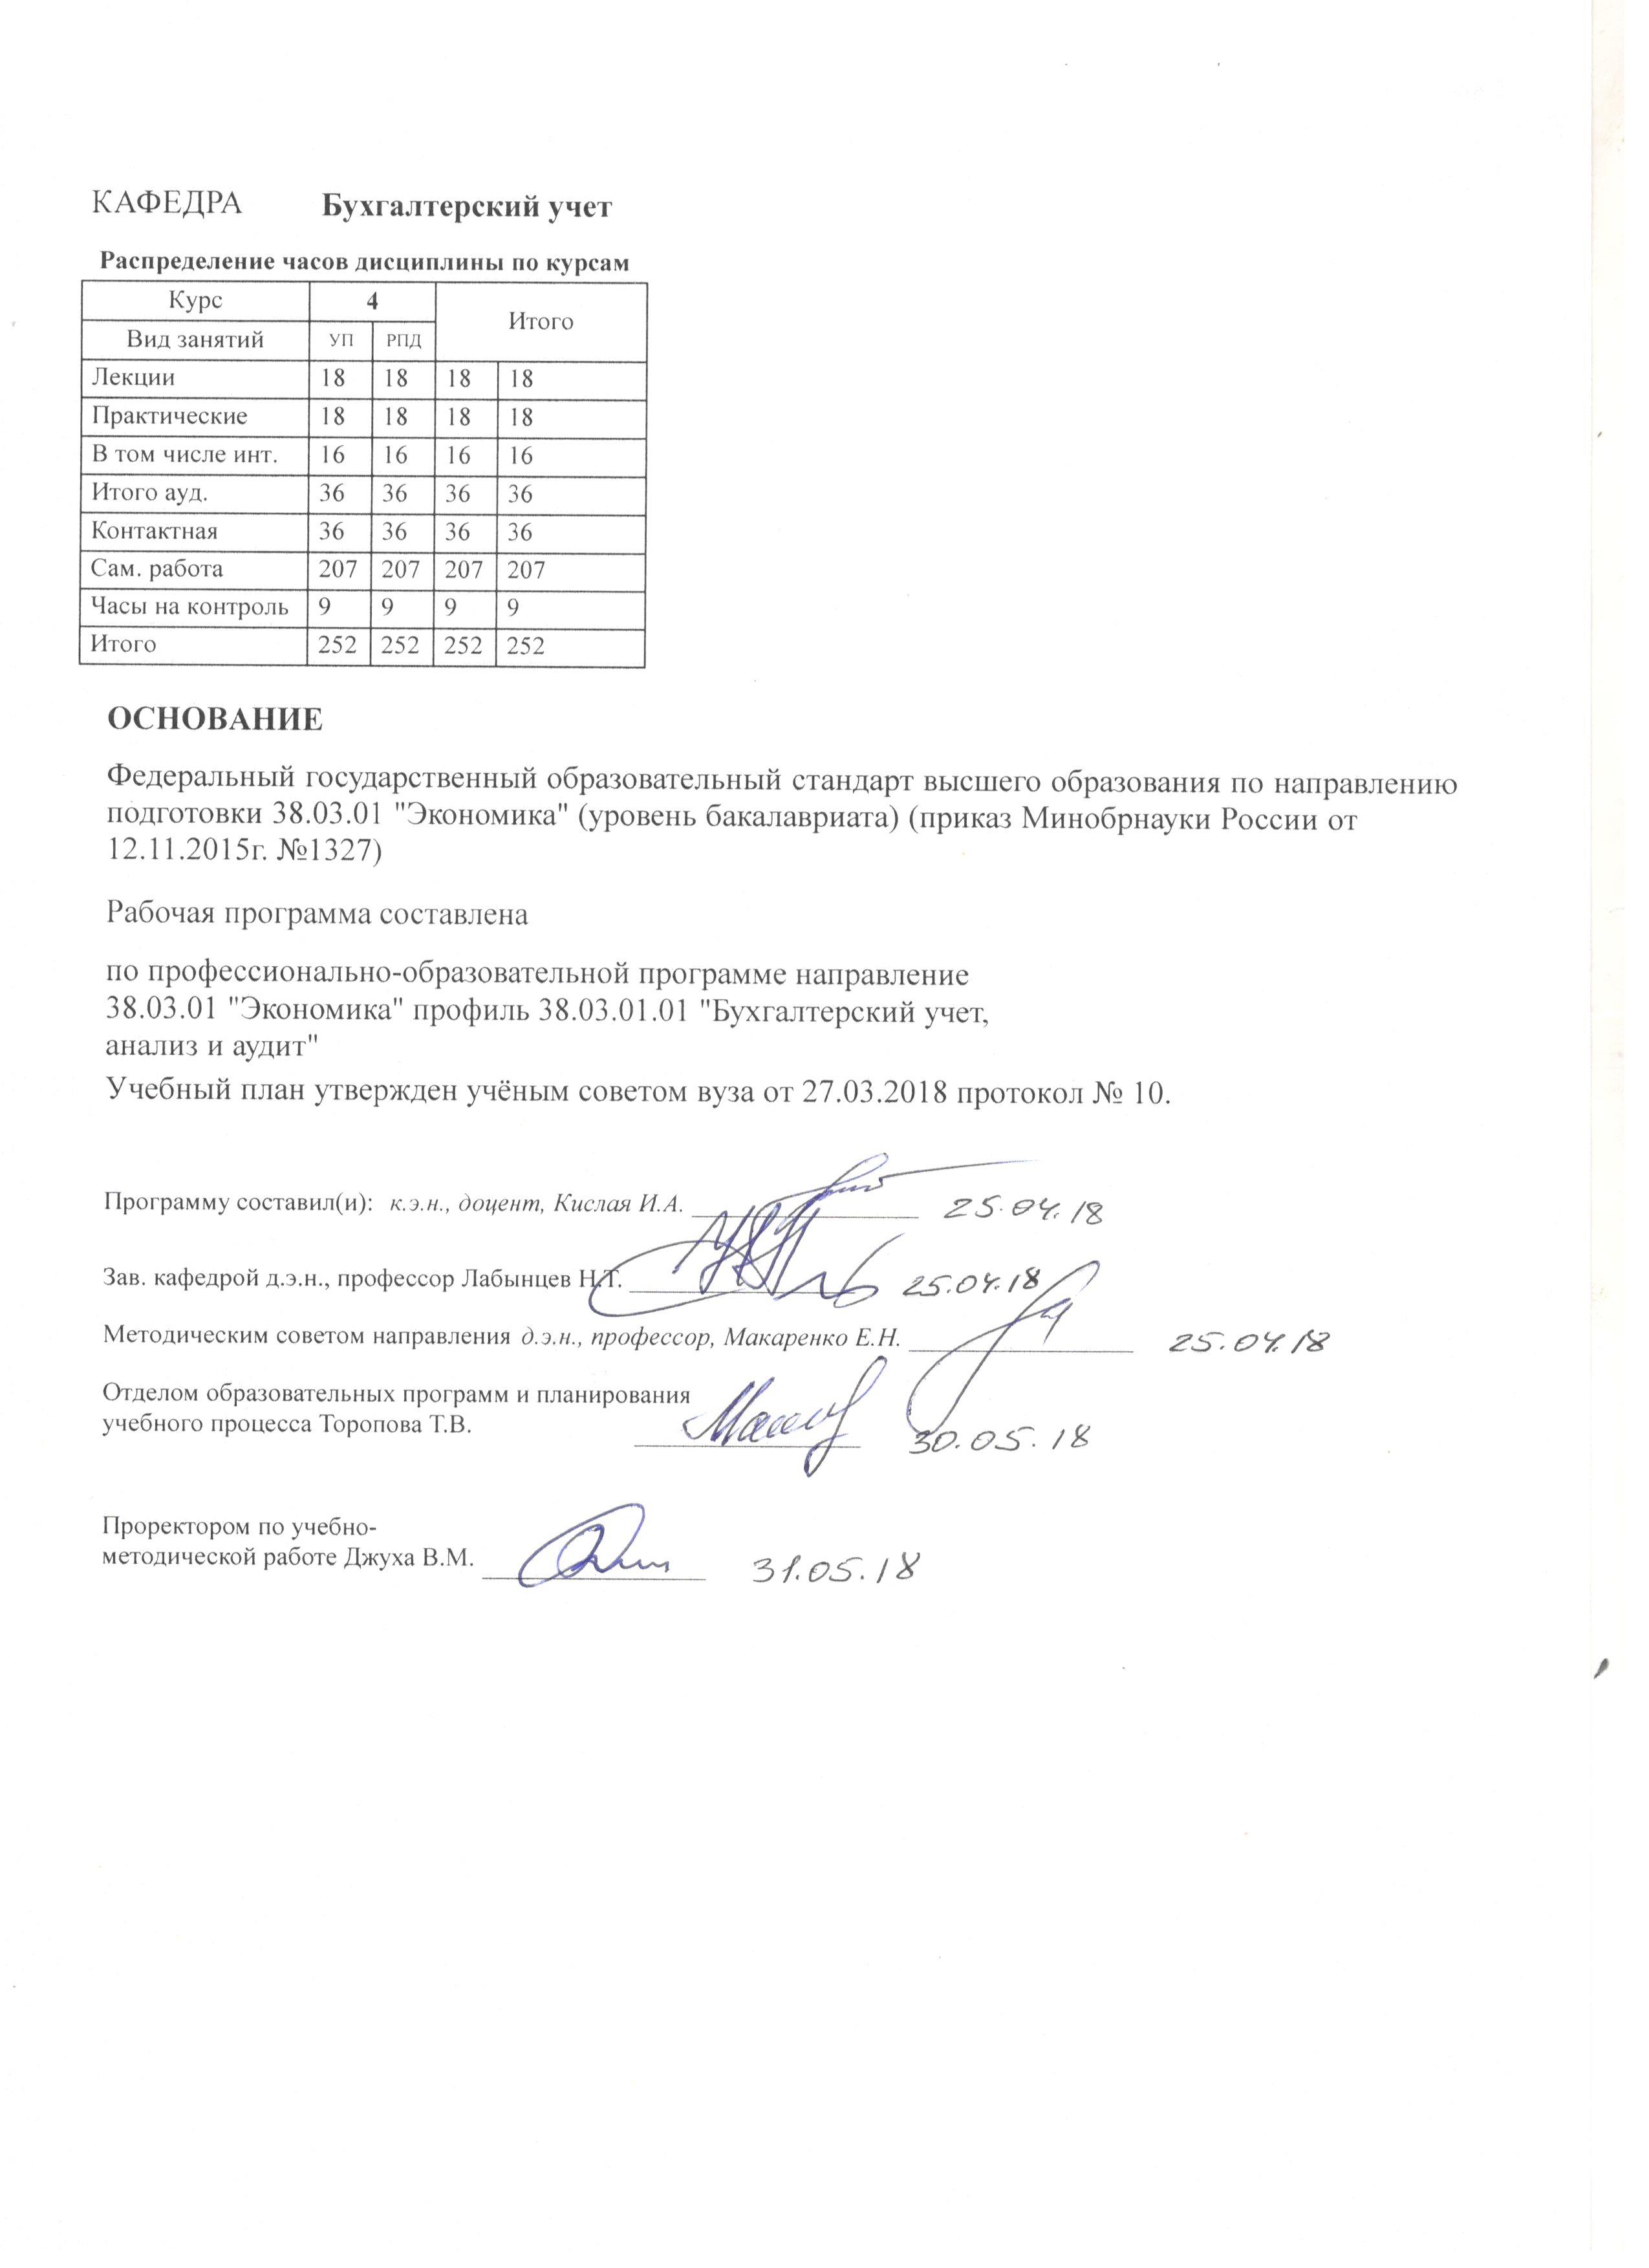 КАФЕДРА Бухгалтерский учет
Распределение часов дисциплины по курсам
Курс 4 Итого
Вид занятий УП РПД
Лекции 18 18 18 18
Практические 18 18 18 18
В том числе инт. 16 16 16 16
Итого ауд. 36 36 36 36
Контактная 36 36 36 36
Сам. работа 207 207 207 207
Часы на контроль 9 9 9 9
Итого 252 252 252 252
ОСНОВАНИЕ
Федеральный государственный образовательный стандарт высшего образования по направлению
подготовки 38.03.01 "Экономика" (уровень бакалавриата) (приказ Минобрнауки России от
12.11.2015г. №1327)
Рабочая программа составлена
по профессионально-образовательной программе направление
38.03.01 "Экономика" профиль 38.03.01.01 "Бухгалтерский учет,
анализ и аудит"
Учебный план утвержден учёным советом вуза от 27.03.2018 протокол № 10.
Программу составил(и): к.э.н., доцент, Кислая И.А. 25.04.18
Зав. кафедрой д.э.н., профессор Лабынцев Н.Т. 25.04.18
Методическим советом направления д.э.н., профессор, Макаренко Е.Н. 25.04.18
Отделом образовательных программ и планирования
учебного процесса Торопова Т.В. 30.05.18
Проректором по учебно-
методической работе Джуха В.М. 31.05.18